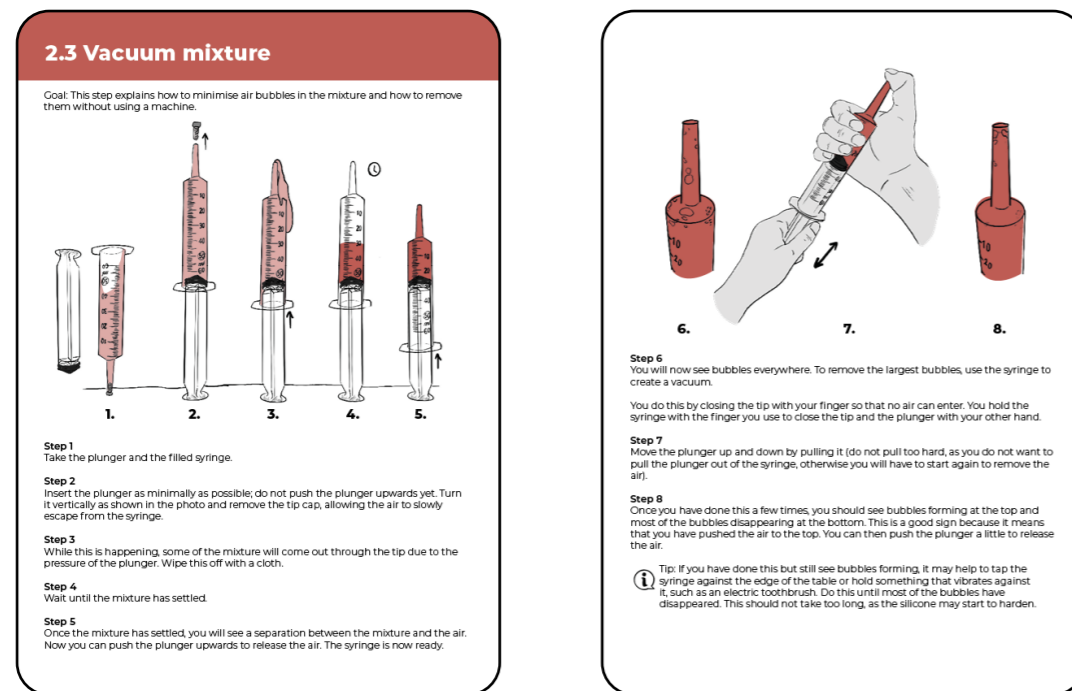 2.3 Vacuum mixture
Goal: This step explains how to minimise air bubbles in the mixture and how to remove
them without using a machine.
1.
2.
3.
4.
5.
Step 1
Take the plunger and the filled syringe.
Step 2
Insert the plunger as minimally as possible; do not push the plunger upwards yet. Turn
it vertically as shown in the photo and remove the tip cap, allowing the air to slowly
escape from the syringe.
Step 3
While this is happening, some of the mixture will come out through the tip due to the
pressure of the plunger. Wipe this off with a cloth.
Step 4
Wait until the mixture has settled.
Step 5
Once the mixture has settled, you will see a separation between the mixture and the air.
Now you can push the plunger upwards to release the air. The syringe is now ready.
10
20
10
20
6.
7.
8.
Step 6
You will now see bubbles everywhere. To remove the largest bubbles, use the syringe to
create a vacuum.
You do this by closing the tip with your finger so that no air can enter. You hold the
syringe with the finger you use to close the tip and the plunger with your other hand.
Step 7
Move the plunger up and down by pulling it (do not pull too hard, as you do not want to
pull the plunger out of the syringe, otherwise you will have to start again to remove the
air).
Step 8
Once you have done this a few times, you should see bubbles forming at the top and
most of the bubbles disappearing at the bottom. This is a good sign because it means
that you have pushed the air to the top. You can then push the plunger a little to release
the air.
i
Tip: If you have done this but still see bubbles forming, it may help to tap the
syringe against the edge of the table or hold something that vibrates against
it, such as an electric toothbrush. Do this until most of the bubbles have
disappeared. This should not take too long, as the silicone may start to harden.